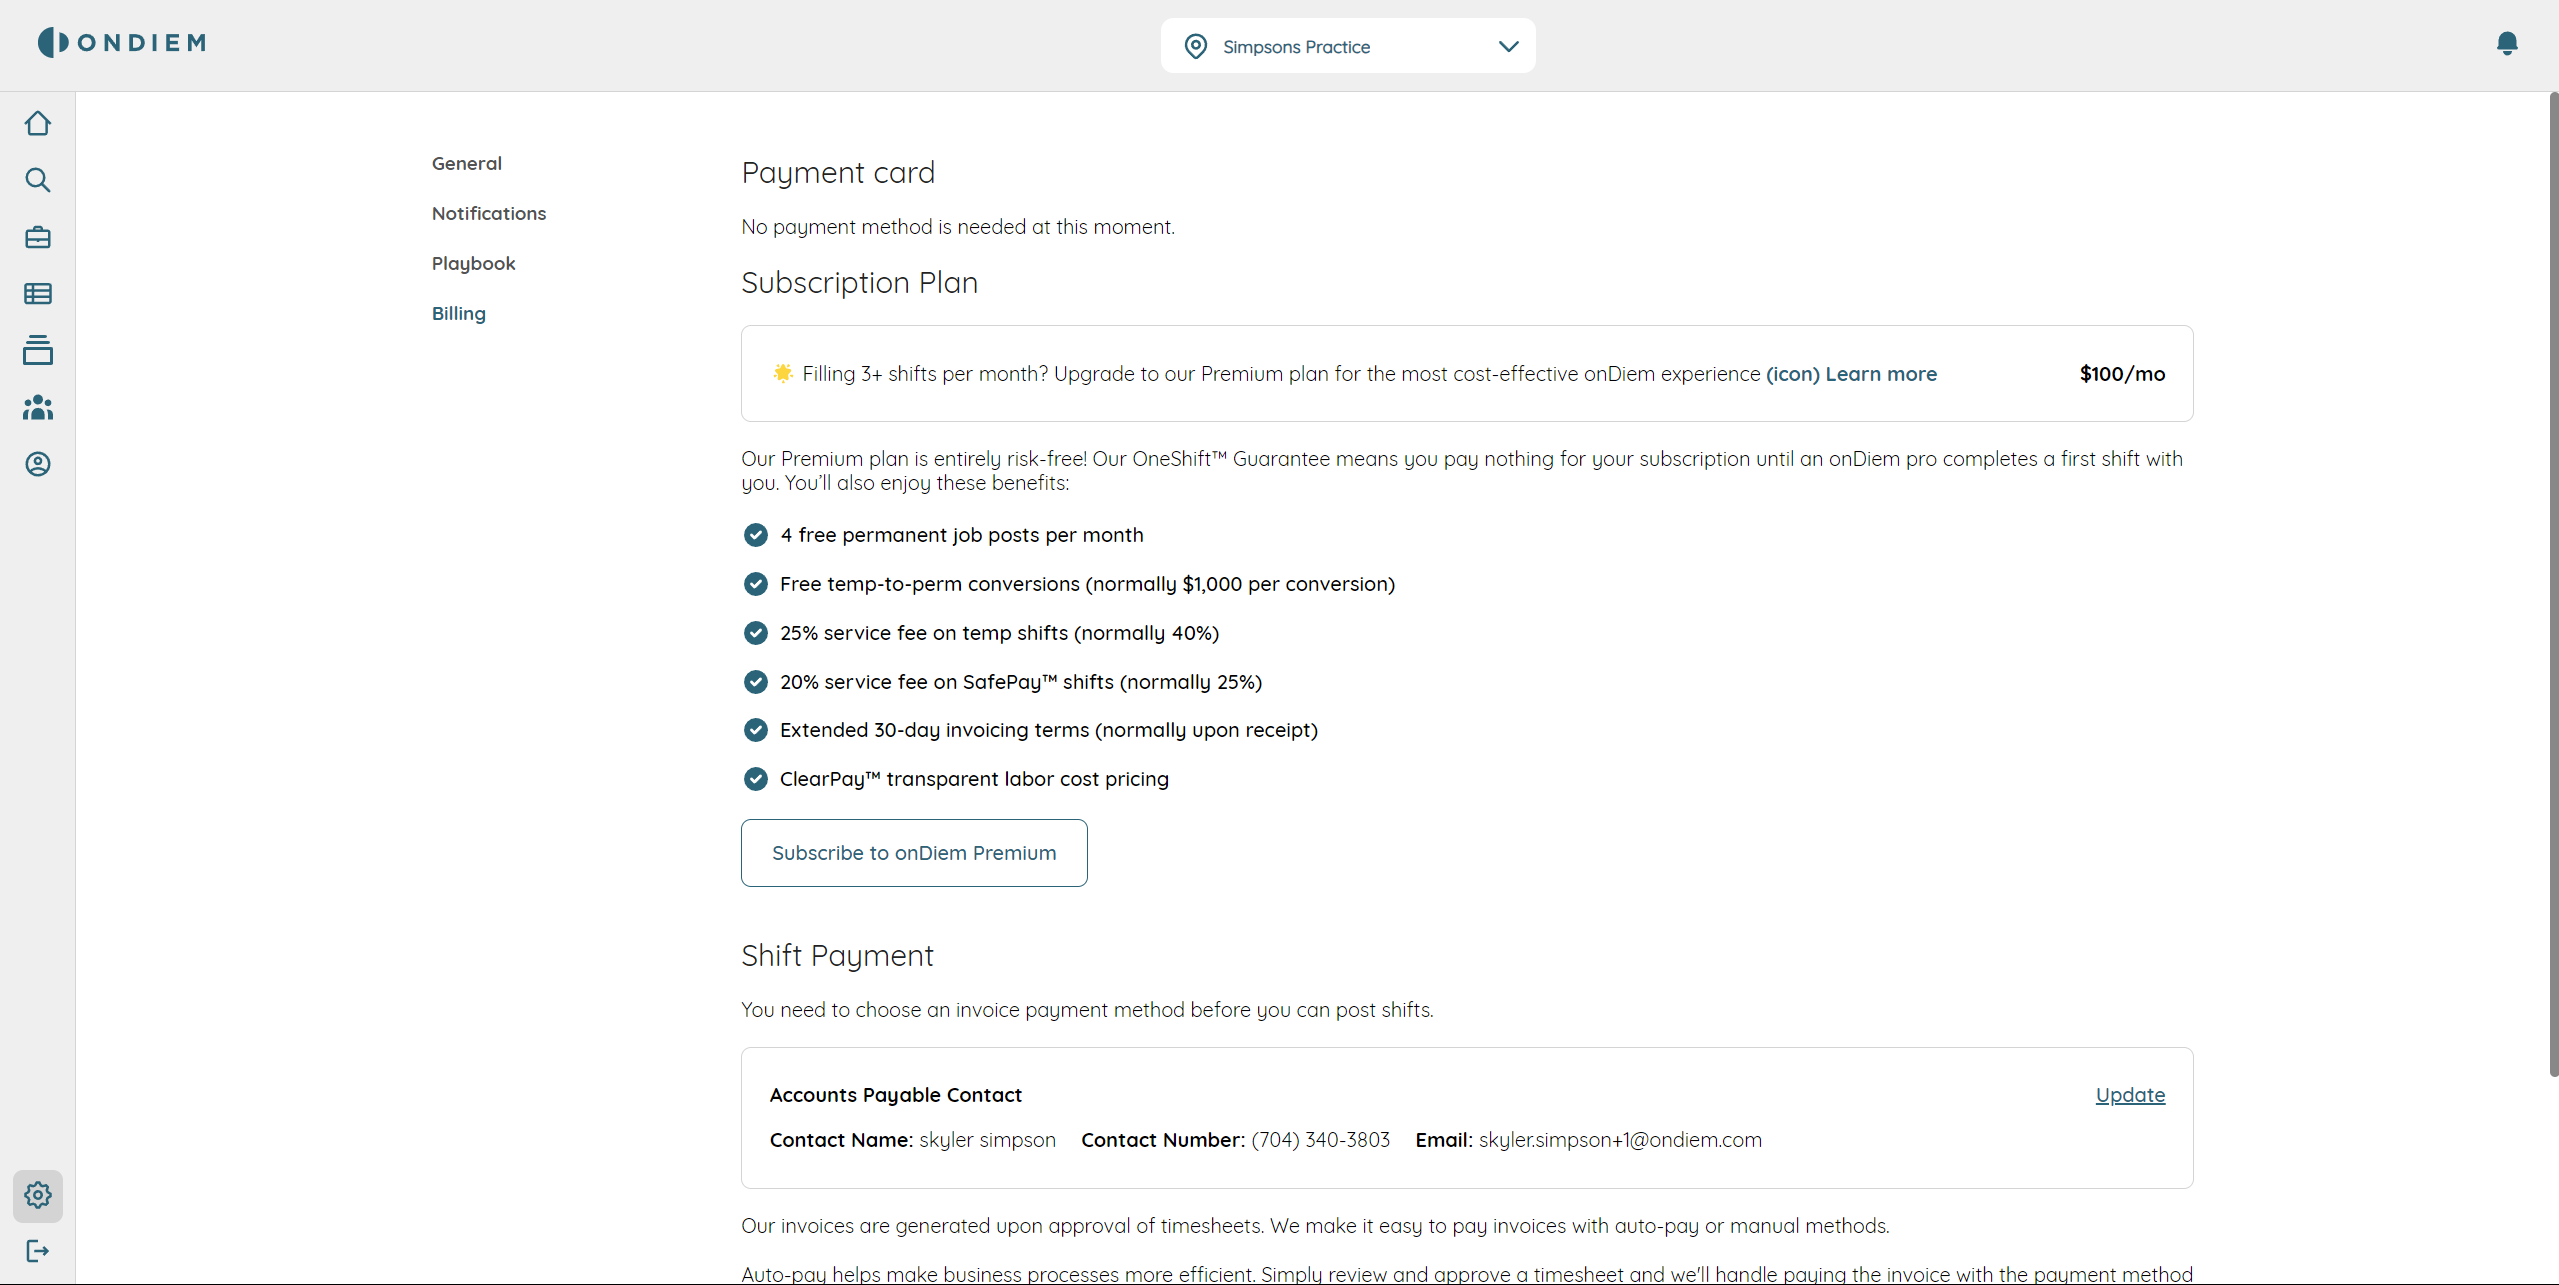 ONDIEM
Simpsons Practice
General
Notifications
Playbook
Billing
Payment card
No payment method is needed at this moment.
Subscription Plan
Filling 3+ shifts per month? Upgrade to our Premium plan for the most cost-effective onDiem experience (icon) Learn more
$100/mo
Our Premium plan is entirely risk-free! Our OneShift™ Guarantee means you pay nothing for your subscription until an onDiem pro completes a first shift with
you. You’ll also enjoy these benefits:
4 free permanent job posts per month
Free temp-to-perm conversions (normally $1,000 per conversion)
25% service fee on temp shifts (normally 40%)
20% service fee on SafePay™ shifts (normally 25%)
Extended 30-day invoicing terms (normally upon receipt)
ClearPay™ transparent labor cost pricing
Subscribe to onDiem Premium
Shift Payment
You need to choose an invoice payment method before you can post shifts.
Accounts Payable Contact
Update
Contact Name: skyler simpson Contact Number: (704) 340-3803 Email: skyler.simpson+1@ondiem.com
Our invoices are generated upon approval of timesheets. We make it easy to pay invoices with auto-pay or manual methods.
Auto-pay helps make business processes more efficient. Simply review and approve a timesheet and we'll handle paying the invoice with the payment method